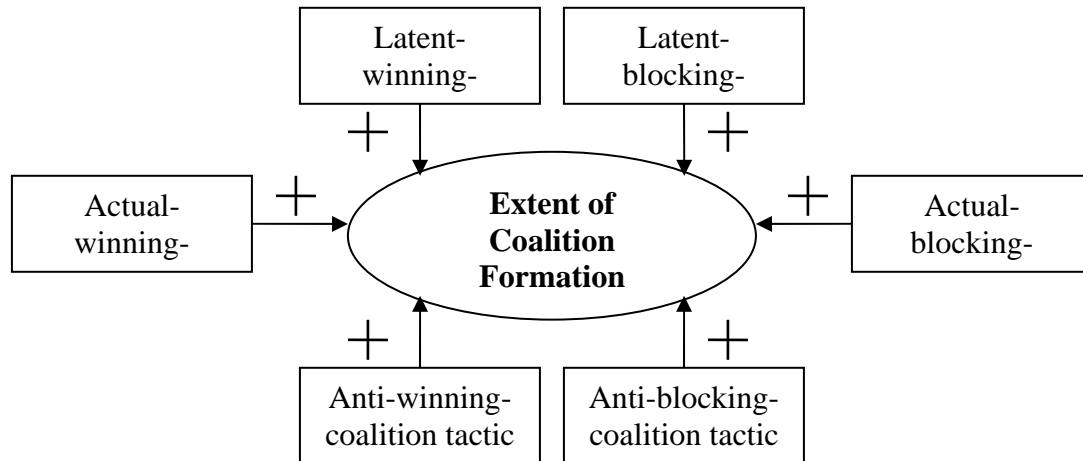 Latent-
winning-
Latent-
blocking-
+
+
Actual-
winning-
+
Extent of
Coalition
Formation
+
Actual-
blocking-
+
+
Anti-winning-
coalition tactic
Anti-blocking-
coalition tactic